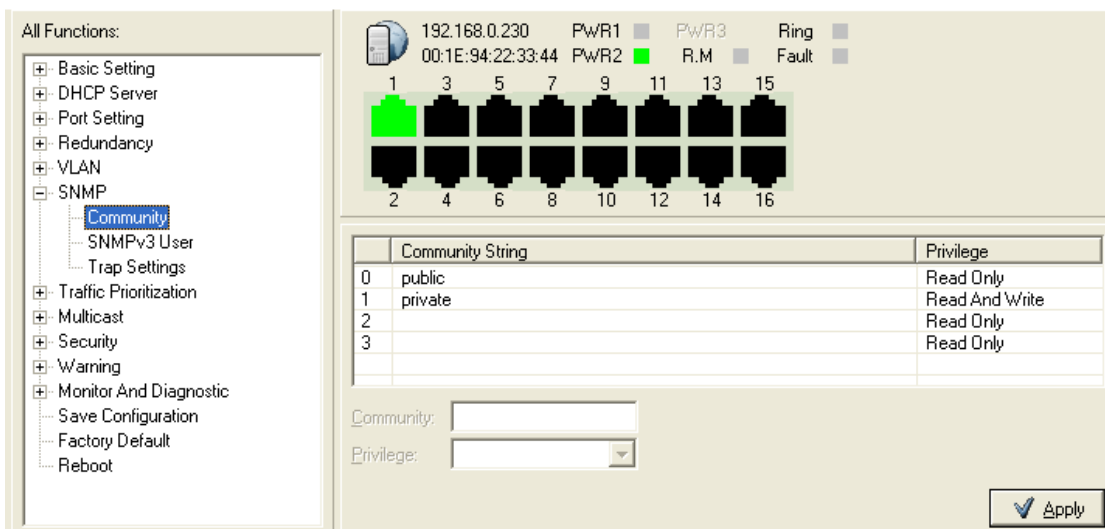 All Functions:
Basic Setting
DHCP Server
Port Setting
Redundancy
VLAN
SNMP
Community
SNMPv3 User
Trap Settings
Traffic Prioritization
Multicast
Security
Warning
Monitor And Diagnostic
Save Configuration
Factory Default
Reboot
192.168.0.230 PWR1 PWR3 Ring
00:1E:94:22:33:44 PWR2 R.M Fault
1 3 5 7 9 11 13 15
2 4 6 8 10 12 14 16
Community String Privilege
0 public Read Only
1 private Read And Write
2 Read Only
3 Read Only
Community:
Privilege:
Apply